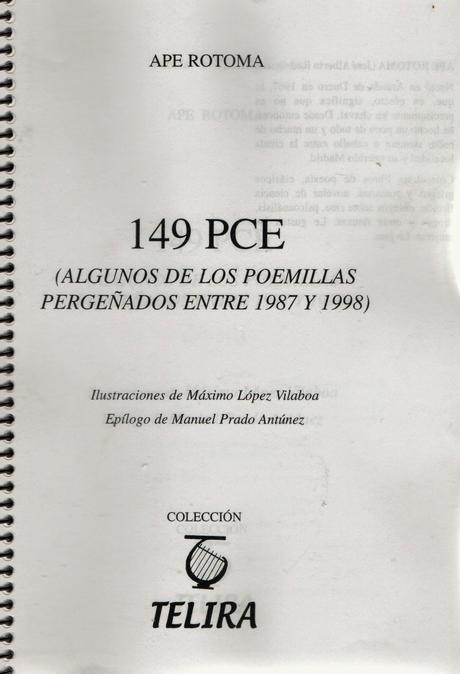 APE ROTOMA
149 PCE
(ALGUNOS DE LOS POEMILLAS
PERGEÑADOS ENTRE 1987 Y 1998)
Ilustraciones de Máximo López Vilaboa
Epílogo de Manuel Prado Antúnez
COLECCIÓN
TELIRA